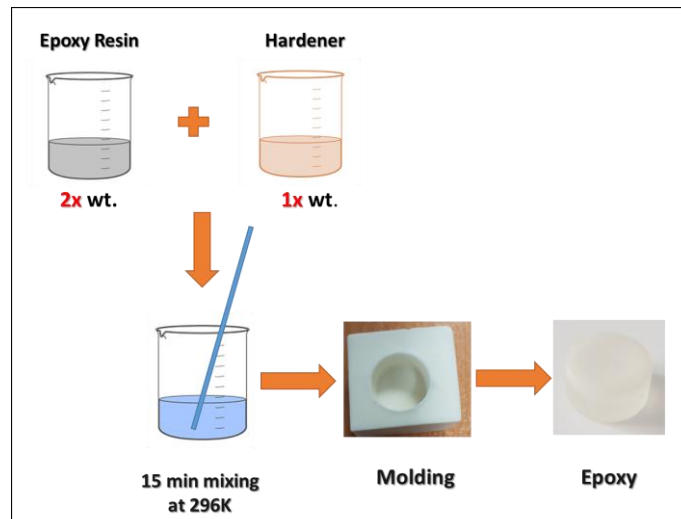 Epoxy Resin
Hardener
2x wt.
1x wt.
15 min mixing
at 296K
Molding
Epoxy